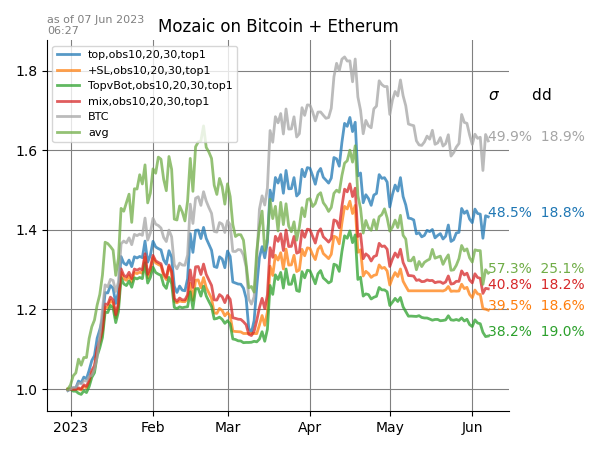 as of 07 Jun 2023
06:27
Mozaic on Bitcoin + Etherum
top,obs10,20,30,top1
+SL,obs10,20,30,top1
TopvBot,obs10,20,30,top1
mix,obs10,20,30,top1
BTC
avg
σ dd
49.9% 18.9%
48.5% 18.8%
57.3% 25.1%
40.8% 18.2%
39.5% 18.6%
38.2% 19.0%
1.8
1.6
1.4
1.2
1.0
2023 Feb Mar Apr May Jun